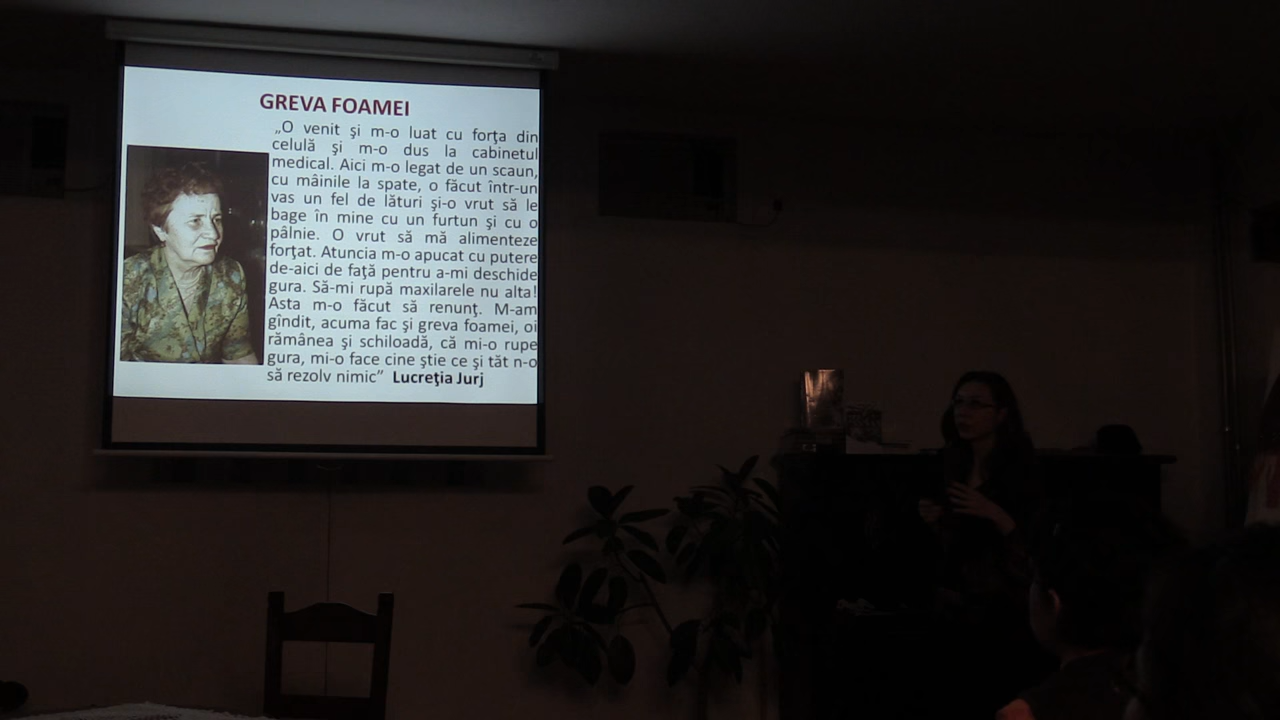 GREVA FOAMEI
„O venit şi m-o luat cu forţa din
celulă şi m-o dus la cabinetul
medical. Aici m-o legat de un scaun,
cu mâinile la spate, o făcut într-un
vas un fel de lături şi-o vrut să le
bage în mine cu un furtun şi cu o
pâlnie. O vrut să mă alimenteze
forţat. Atuncia m-o apucat cu putere
de-aici de faţă pentru a-mi deschide
gura. Să-mi rupă maxilarele nu alta!
Asta m-o făcut să renunţ. M-am
gîndit, acuma fac şi greva foamei, oi
rămânea şi schiloadă, că mi-o rupe
gura, mi-o face cine ştie ce şi tăt n-o
să rezolv nimic” Lucreţia Jurj